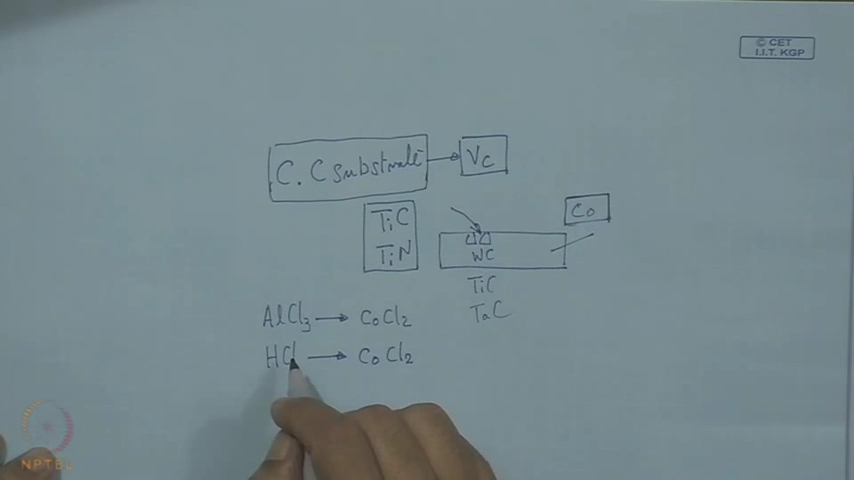 © CET
I.I.T. KGP
C.C substrate → Vc
TiC
TiN
Co
WC
TiC
TaC
AlCl3 → CoCl2
HCl → CoCl2
NPTEL